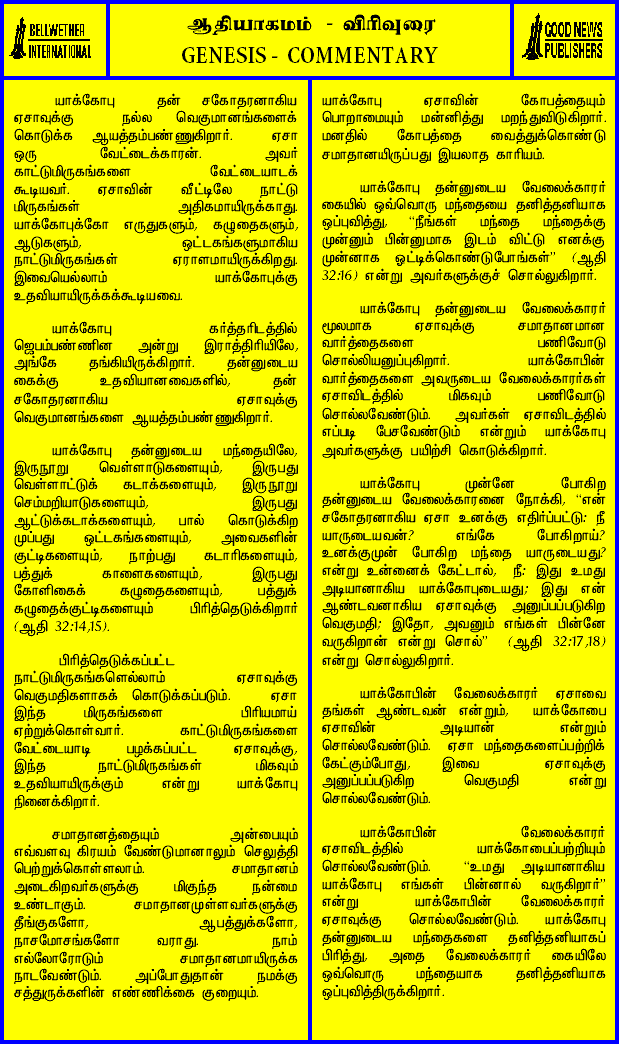 BELLWETHER
INTERNATIONAL
ஆதியாகமம் - விரிவுரை
GENESIS - COMMENTARY
GOOD NEWS
PUBLISHERS
யாக்கோபு தன் சகோதரனாகிய
ஏசாவுக்கு நல்ல வெகுமானங்களைக்
கொடுக்க ஆயத்தம்பண்ணுகிறார். ஏசா
ஒரு வேட்டைக்காரன். அவர்
காட்டுமிருகங்களை வேட்டையாடக்
கூடியவர். ஏசாவின் வீட்டிலே நாட்டு
மிருகங்கள் அதிகமாயிருக்காது.
யாக்கோபுக்கோ எருதுகளும், கழுதைகளும்,
ஆடுகளும், ஒட்டகங்களுமாகிய
நாட்டுமிருகங்கள் ஏராளமாயிருக்கிறது.
இவையெல்லாம் யாக்கோபுக்கு
உதவியாயிருக்கக்கூடியவை.
யாக்கோபு கர்த்தரிடத்தில்
ஜெபம்பண்ணின அன்று இராத்திரியிலே,
அங்கே தங்கியிருக்கிறார். தன்னுடைய
கைக்கு உதவியானவைகளில், தன்
சகோதரனாகிய ஏசாவுக்கு
வெகுமானங்களை ஆயத்தம்பண்ணுகிறார்.
யாக்கோபு தன்னுடைய மந்தையிலே,
இருநூறு வெள்ளாடுகளையும், இருபது
வெள்ளாட்டுக் கடாக்களையும், இருநூறு
செம்மறியாடுகளையும், இருபது
ஆட்டுக்கடாக்களையும், பால் கொடுக்கிற
முப்பது ஒட்டகங்களையும், அவைகளின்
குட்டிகளையும், நாற்பது கடாரிகளையும்,
பத்துக் காளைகளையும், இருபது
கோளிகைக் கழுதைகளையும், பத்துக்
கழுதைக்குட்டிகளையும் பிரித்தெடுக்கிறார்
(ஆதி 32:14,15).
பிரித்தெடுக்கப்பட்ட
நாட்டுமிருகங்களெல்லாம் ஏசாவுக்கு
வெகுமதிகளாகக் கொடுக்கப்படும். ஏசா
இந்த மிருகங்களை பிரியமாய்
ஏற்றுக்கொள்வார். காட்டுமிருகங்களை
வேட்டையாடி பழக்கப்பட்ட ஏசாவுக்கு,
இந்த நாட்டுமிருகங்கள் மிகவும்
உதவியாயிருக்கும் என்று யாக்கோபு
நினைக்கிறார்.
சமாதானத்தையும் அன்பையும்
எவ்வளவு கிரயம் வேண்டுமானாலும் செலுத்தி
பெற்றுக்கொள்ளலாம். சமாதானம்
அடைகிறவர்களுக்கு மிகுந்த நன்மை
உண்டாகும். சமாதானமுள்ளவர்களுக்கு
தீங்குகளோ, ஆபத்துக்களோ,
நாசமோசங்களோ வராது. நாம்
எல்லோரோடும் சமாதானமாயிருக்க
நாடவேண்டும். அப்போதுதான் நமக்கு
சத்துருக்களின் எண்ணிக்கை குறையும்.
யாக்கோபு ஏசாவின் கோபத்தையும்
பொறாமையும் மன்னித்து மறந்துவிடுகிறார்.
மனதில் கோபத்தை வைத்துக்கொண்டு
சமாதானயிருப்பது இயலாத காரியம்.
யாக்கோபு தன்னுடைய வேலைக்காரர்
கையில் ஒவ்வொரு மந்தையை தனித்தனியாக
ஒப்புவித்து, “நீங்கள் மந்தை மந்தைக்கு
முன்னும் பின்னுமாக இடம் விட்டு எனக்கு
முன்னாக ஓட்டிக்கொண்டுபோங்கள்” (ஆதி
32:16) என்று அவர்களுக்குச் சொல்லுகிறார்.
யாக்கோபு தன்னுடைய வேலைக்காரர்
மூலமாக ஏசாவுக்கு சமாதானமான
வார்த்தைகளை பணிவோடு
சொல்லியனுப்புகிறார். யாக்கோபின்
வார்த்தைகளை அவருடைய வேலைக்காரர்கள்
ஏசாவிடத்தில் மிகவும் பணிவோடு
சொல்லவேண்டும். அவர்கள் ஏசாவிடத்தில்
எப்படி பேசவேண்டும் என்றும் யாக்கோபு
அவர்களுக்கு பயிற்சி கொடுக்கிறார்.
யாக்கோபு முன்னே போகிற
தன்னுடைய வேலைக்காரனை நோக்கி, “என்
சகோதரனாகிய ஏசா உனக்கு எதிர்ப்பட்டு: நீ
யாருடையவன்? எங்கே போகிறாய்?
உனக்குமுன் போகிற மந்தை யாருடையது?
என்று உன்னைக் கேட்டால், நீ: இது உமது
அடியானாகிய யாக்கோபுடையது; இது என்
ஆண்டவனாகிய ஏசாவுக்கு அனுப்பப்படுகிற
வெகுமதி; இதோ, அவனும் எங்கள் பின்னே
வருகிறான் என்று சொல்” (ஆதி 32:17,18)
என்று சொல்லுகிறார்.
யாக்கோபின் வேலைக்காரர் ஏசாவை
தங்கள் ஆண்டவன் என்றும், யாக்கோபை
ஏசாவின் அடியான் என்றும்
சொல்லவேண்டும். ஏசா மந்தைகளைப்பற்றிக்
கேட்கும்போது, இவை ஏசாவுக்கு
அனுப்பப்படுகிற வெகுமதி என்று
சொல்லவேண்டும்.
யாக்கோபின் வேலைக்காரர்
ஏசாவிடத்தில் யாக்கோபைப்பற்றியும்
சொல்லவேண்டும். “உமது அடியானாகிய
யாக்கோபு எங்கள் பின்னால் வருகிறார்”
என்று யாக்கோபின் வேலைக்காரர்
ஏசாவுக்கு சொல்லவேண்டும். யாக்கோபு
தன்னுடைய மந்தைகளை தனித்தனியாகப்
பிரித்து, அதை வேலைக்காரர் கையிலே
ஒவ்வொரு மந்தையாக தனித்தனியாக
ஒப்புவித்திருக்கிறார்.